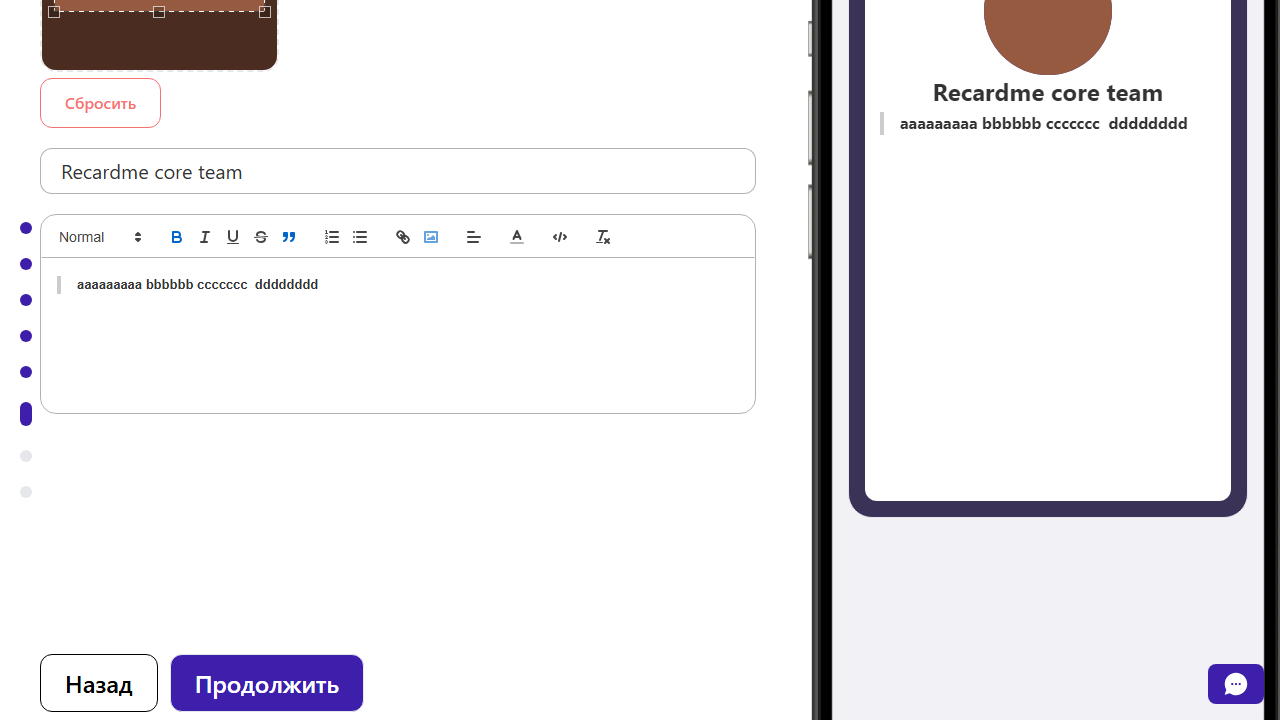 Сбросить
Recardme core team
Normal
aaaaaaaaa bbbbbb ccccccc  dddddddd
Назад
Продолжить
Recardme core team
aaaaaaaaa bbbbbb ccccccc  dddddddd